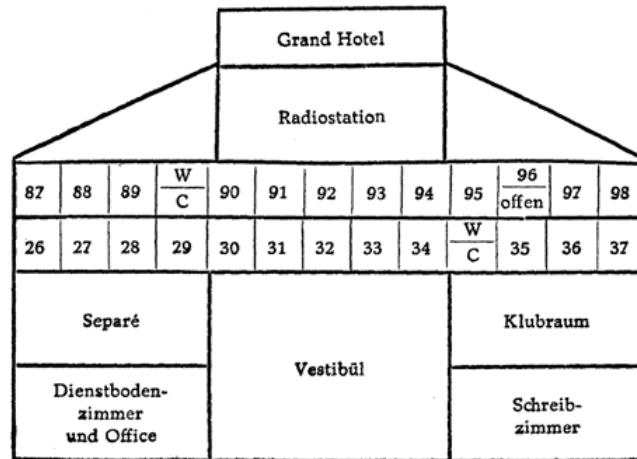 Grand Hotel
Radiostation
87 88 89 W/C 90 91 92 93 94 95 96 offen 97 98
26 27 28 29 30 31 32 33 34 W/C 35 36 37
Separé
Klubraum
Vestibül
Dienstboden-
zimmer
und Office
Schreib-
zimmer